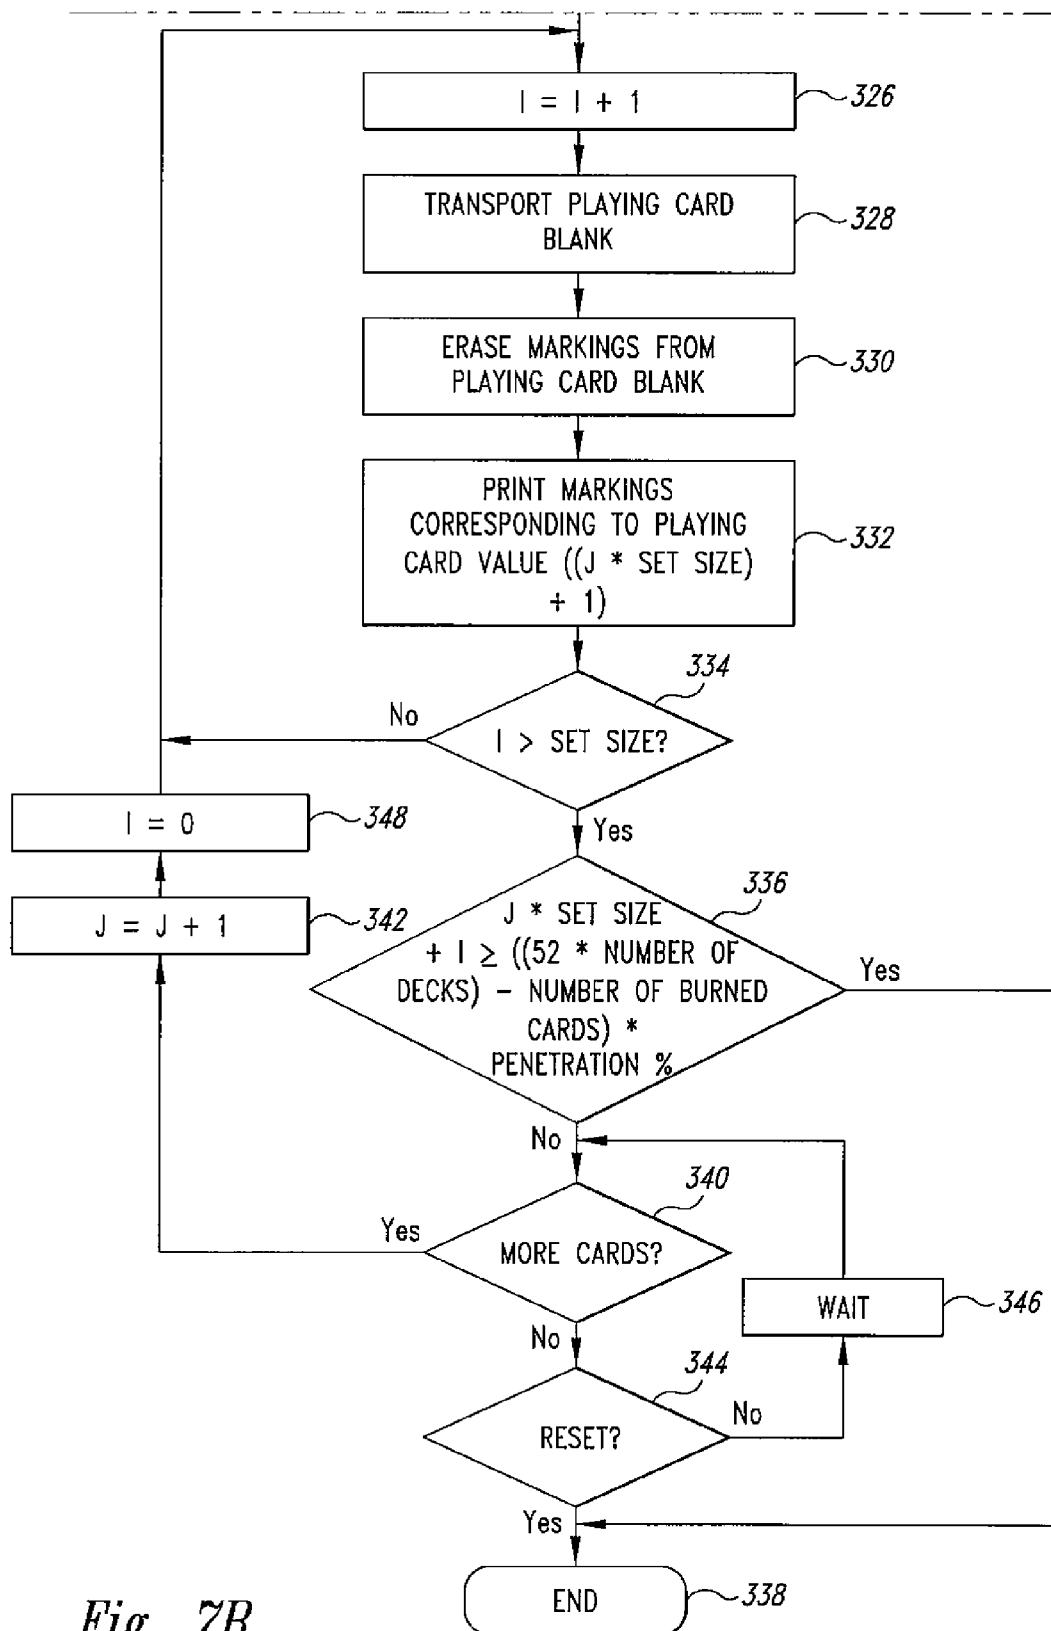 I = I + 1
326
TRANSPORT PLAYING CARD
BLANK
328
ERASE MARKINGS FROM
PLAYING CARD BLANK
330
PRINT MARKINGS
CORRESPONDING TO PLAYING
CARD VALUE ((J * SET SIZE)
+ 1)
332
334
No
I > SET SIZE?
Yes
I = 0
348
J = J + 1
342
336
J * SET SIZE
+ I ≥ ((52 * NUMBER OF
DECKS) – NUMBER OF BURNED
CARDS) *
PENETRATION %
Yes
No
340
Yes
MORE CARDS?
No
WAIT
346
344
RESET?
No
Yes
END
338
Fig. 7B